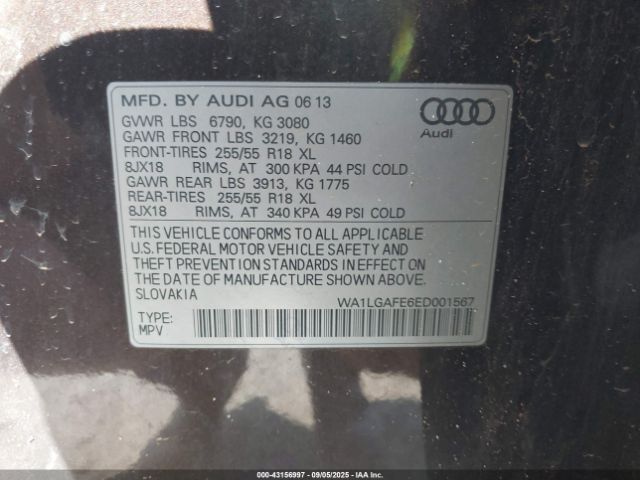 MFD. BY AUDI AG 06 13
GVWR LBS 6790, KG 3080
GAWR FRONT LBS 3219, KG 1460
FRONT-TIRES 255/55 R18 XL
8JX18 RIMS, AT 300 KPA 44 PSI COLD
GAWR REAR LBS 3913, KG 1775
REAR-TIRES 255/55 R18 XL
8JX18 RIMS, AT 340 KPA 49 PSI COLD
Audi
THIS VEHICLE CONFORMS TO ALL APPLICABLE
U.S. FEDERAL MOTOR VEHICLE SAFETY AND
THEFT PREVENTION STANDARDS IN EFFECT ON
THE DATE OF MANUFACTURE SHOWN ABOVE.
SLOVAKIA
WA1LGAFE6ED001567
TYPE:
MPV
000-43156997 - 09/05/2025 - iaai.com